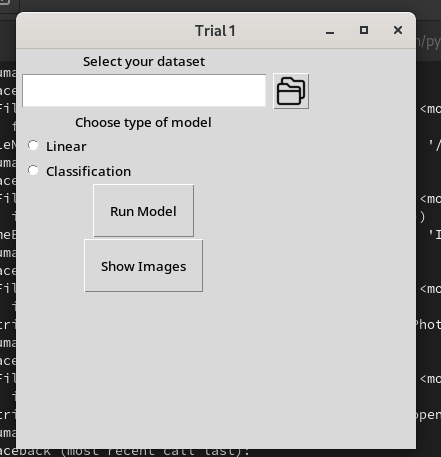 Trial 1
Select your dataset
Choose type of model
Linear
Classification
Run Model
Show Images
aceback (most recent call last):